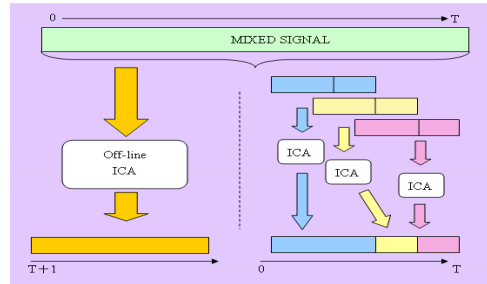 0 T
MIXED SIGNAL
Off-line
ICA
ICA
ICA
ICA
T+1
0 T